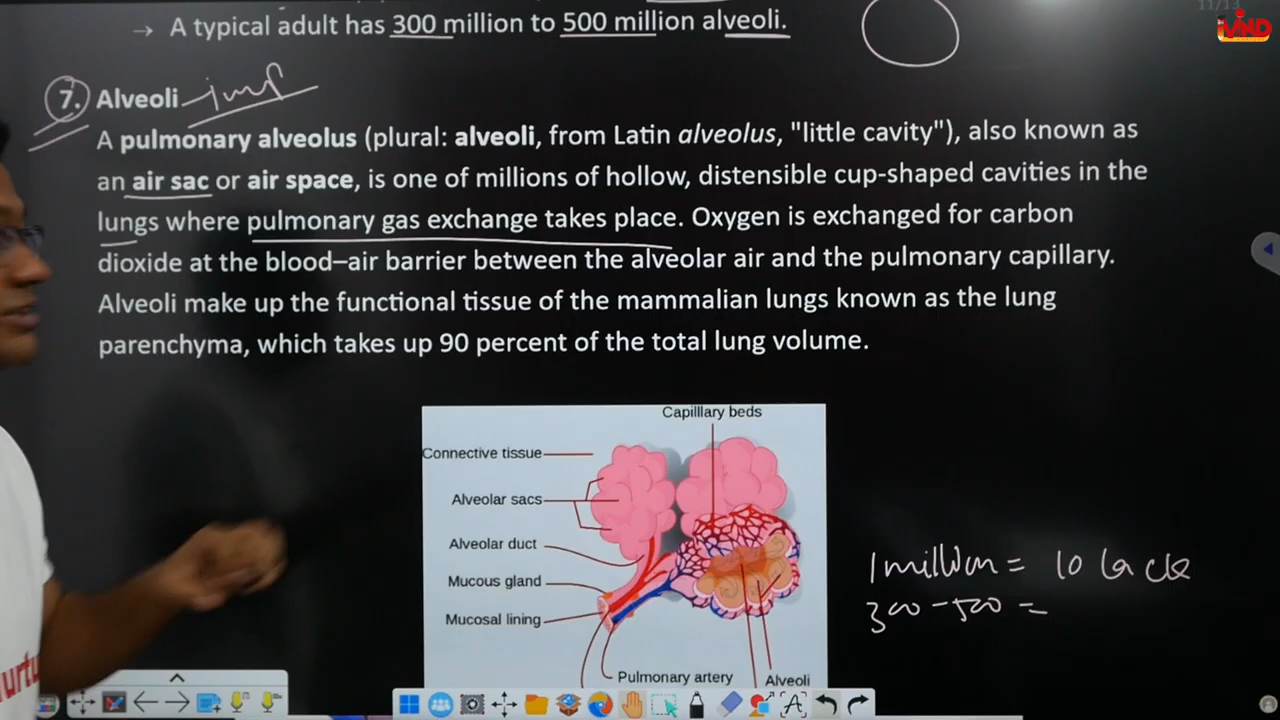 11/13
iVIND
→ A typical adult has 300 million to 500 million alveoli.
7. Alveoli - imp
A pulmonary alveolus (plural: alveoli, from Latin alveolus, "little cavity"), also known as
an air sac or air space, is one of millions of hollow, distensible cup-shaped cavities in the
lungs where pulmonary gas exchange takes place. Oxygen is exchanged for carbon
dioxide at the blood–air barrier between the alveolar air and the pulmonary capillary.
Alveoli make up the functional tissue of the mammalian lungs known as the lung
parenchyma, which takes up 90 percent of the total lung volume.
Capilllary beds
Connective tissue
Alveolar sacs
Alveolar duct
Mucous gland
Mucosal lining
Pulmonary artery
Alveoli
1 million = 10 lack
300 - 500 =